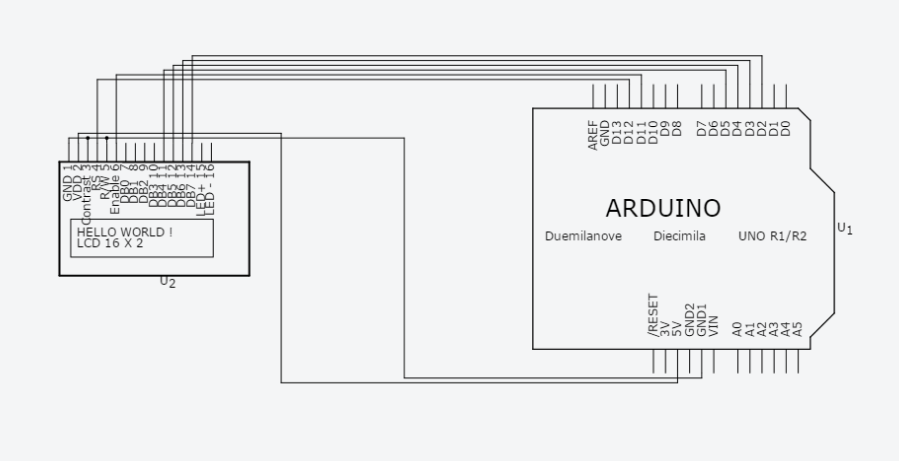 AREF
GND
D13
D12
D11
D10
D9
D8
D7
D6
D5
D4
D3
D2
D1
D0
GND 1
VDD 2
Contrast 3
RS 4
R/W 5
Enable 6
DB0 7
DB1 8
DB2 9
DB3 10
DB4 11
DB5 12
DB6 13
DB7 14
LED+ 15
LED - 16
HELLO WORLD !
LCD 16 X 2
U2
ARDUINO
Duemilanove Diecimila UNO R1/R2
U1
/RESET
3V
5V
GND2
GND1
VIN
A0
A1
A2
A3
A4
A5